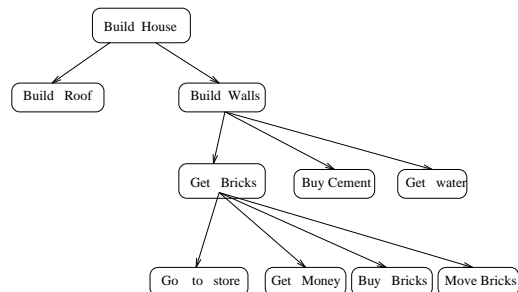 Build House
Build Roof
Build Walls
Get Bricks
Buy Cement
Get water
Go to store
Get Money
Buy Bricks
Move Bricks